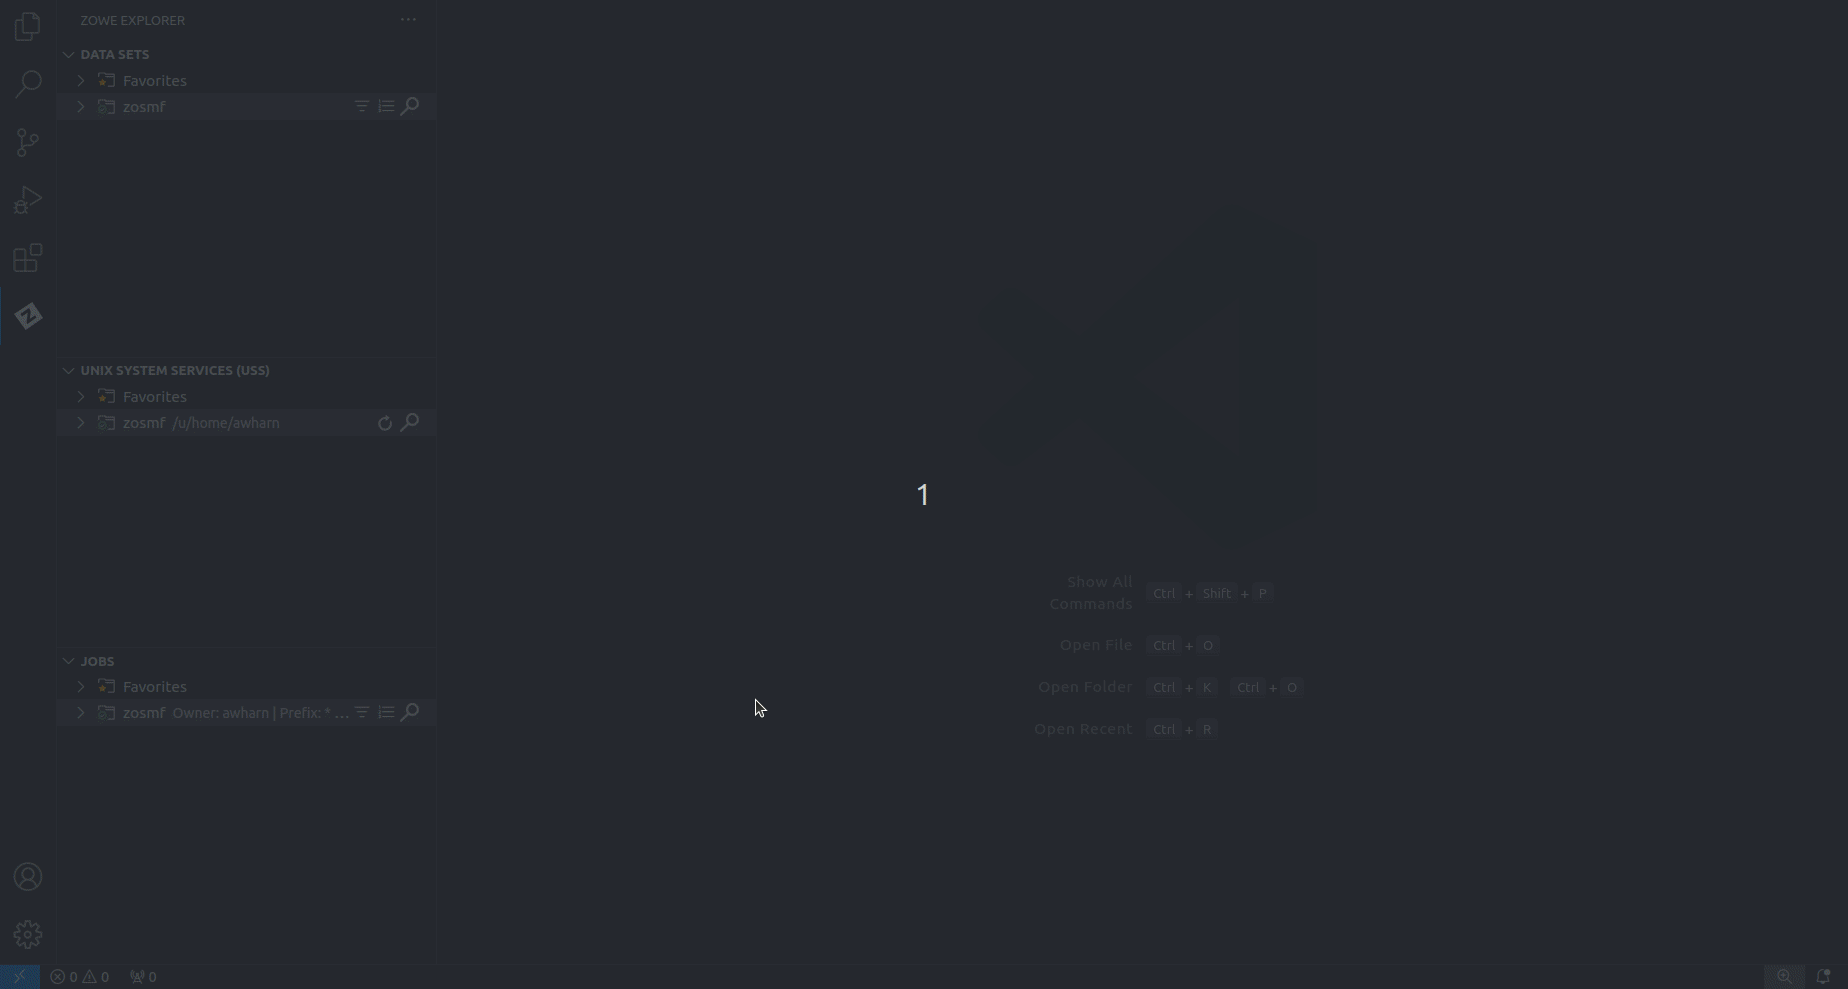 ZOWE EXPLORER
DATA SETS
Favorites
zosmf
UNIX SYSTEM SERVICES (USS)
Favorites
zosmf /u/home/awharn
JOBS
Favorites
zosmf Owner: awharn | Prefix: * ...
1
Show All
Commands
Ctrl + Shift + P
Open File
Ctrl + O
Open Folder
Ctrl + K Ctrl + O
Open Recent
Ctrl + R
0 0 0